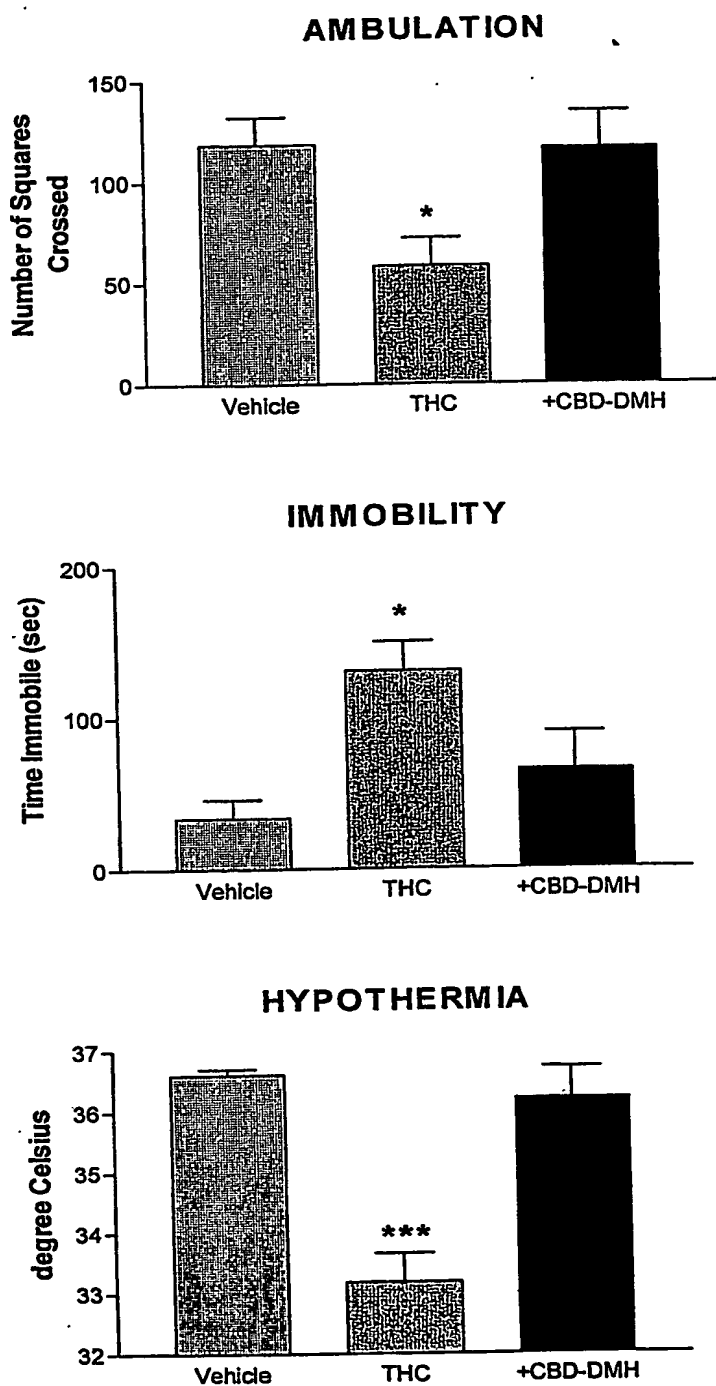 AMBULATION
Number of Squares
Crossed
150
100
50
0
*
Vehicle
THC
+CBD-DMH
IMMOBILITY
Time Immobile (sec)
200
100
0
*
Vehicle
THC
+CBD-DMH
HYPOTHERMIA
degree Celsius
37
36
35
34
33
32
***
Vehicle
THC
+CBD-DMH